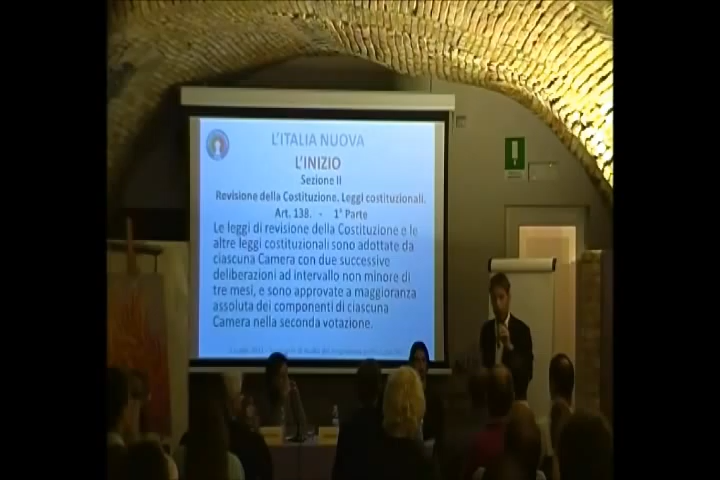 L'ITALIA NUOVA
L'INIZIO
Sezione II
Revisione della Costituzione. Leggi costituzionali.
Art. 138. - 1° Parte
Le leggi di revisione della Costituzione e le
altre leggi costituzionali sono adottate da
ciascuna Camera con due successive
deliberazioni ad intervallo non minore di
tre mesi, e sono approvate a maggioranza
assoluta dei componenti di ciascuna
Camera nella seconda votazione.